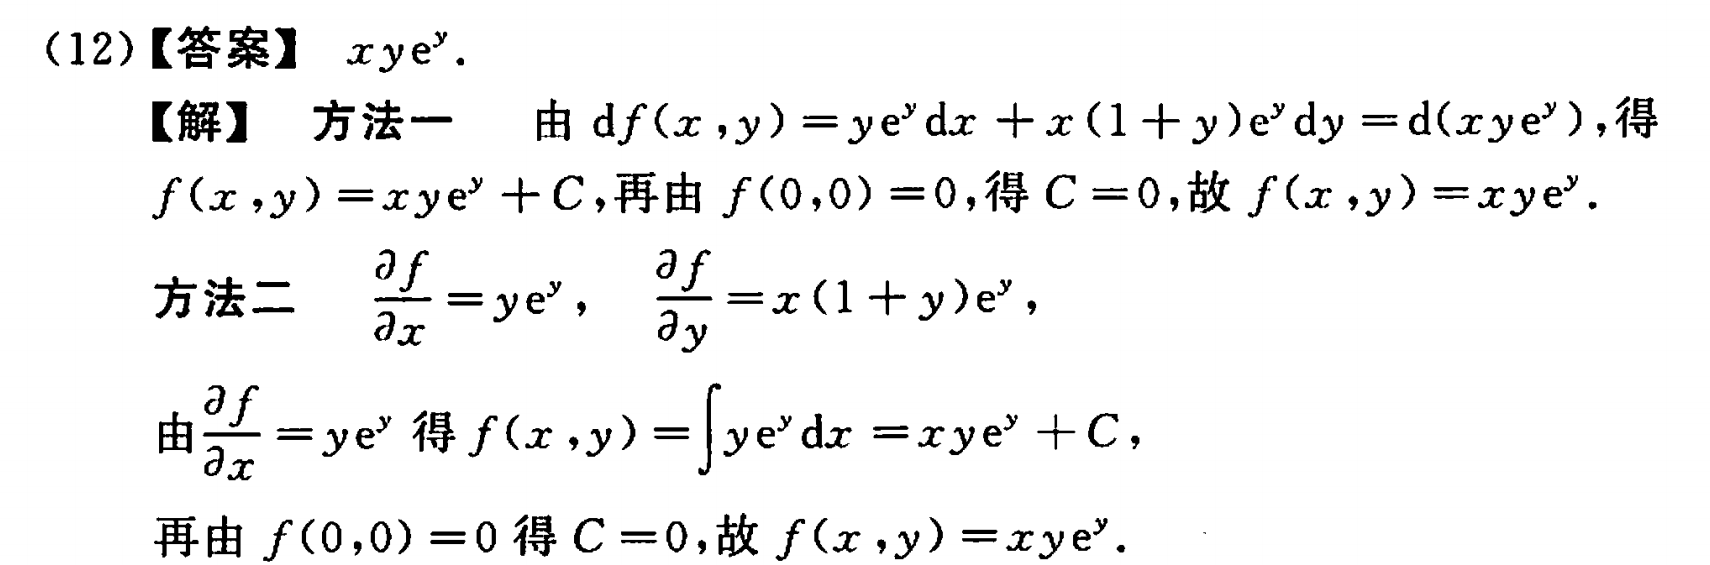 (12)【答案】 xye^y.
【解】 方法一 由 df(x,y)=ye^y dx+x(1+y)e^y dy=d(xye^y),得
f(x,y)=xye^y+C,再由 f(0,0)=0,得 C=0,故 f(x,y)=xye^y.
方法二 ∂f/∂x=ye^y, ∂f/∂y=x(1+y)e^y,
由∂f/∂x=ye^y 得 f(x,y)=∫ye^y dx=xye^y+C,
再由 f(0,0)=0 得 C=0,故 f(x,y)=xye^y.